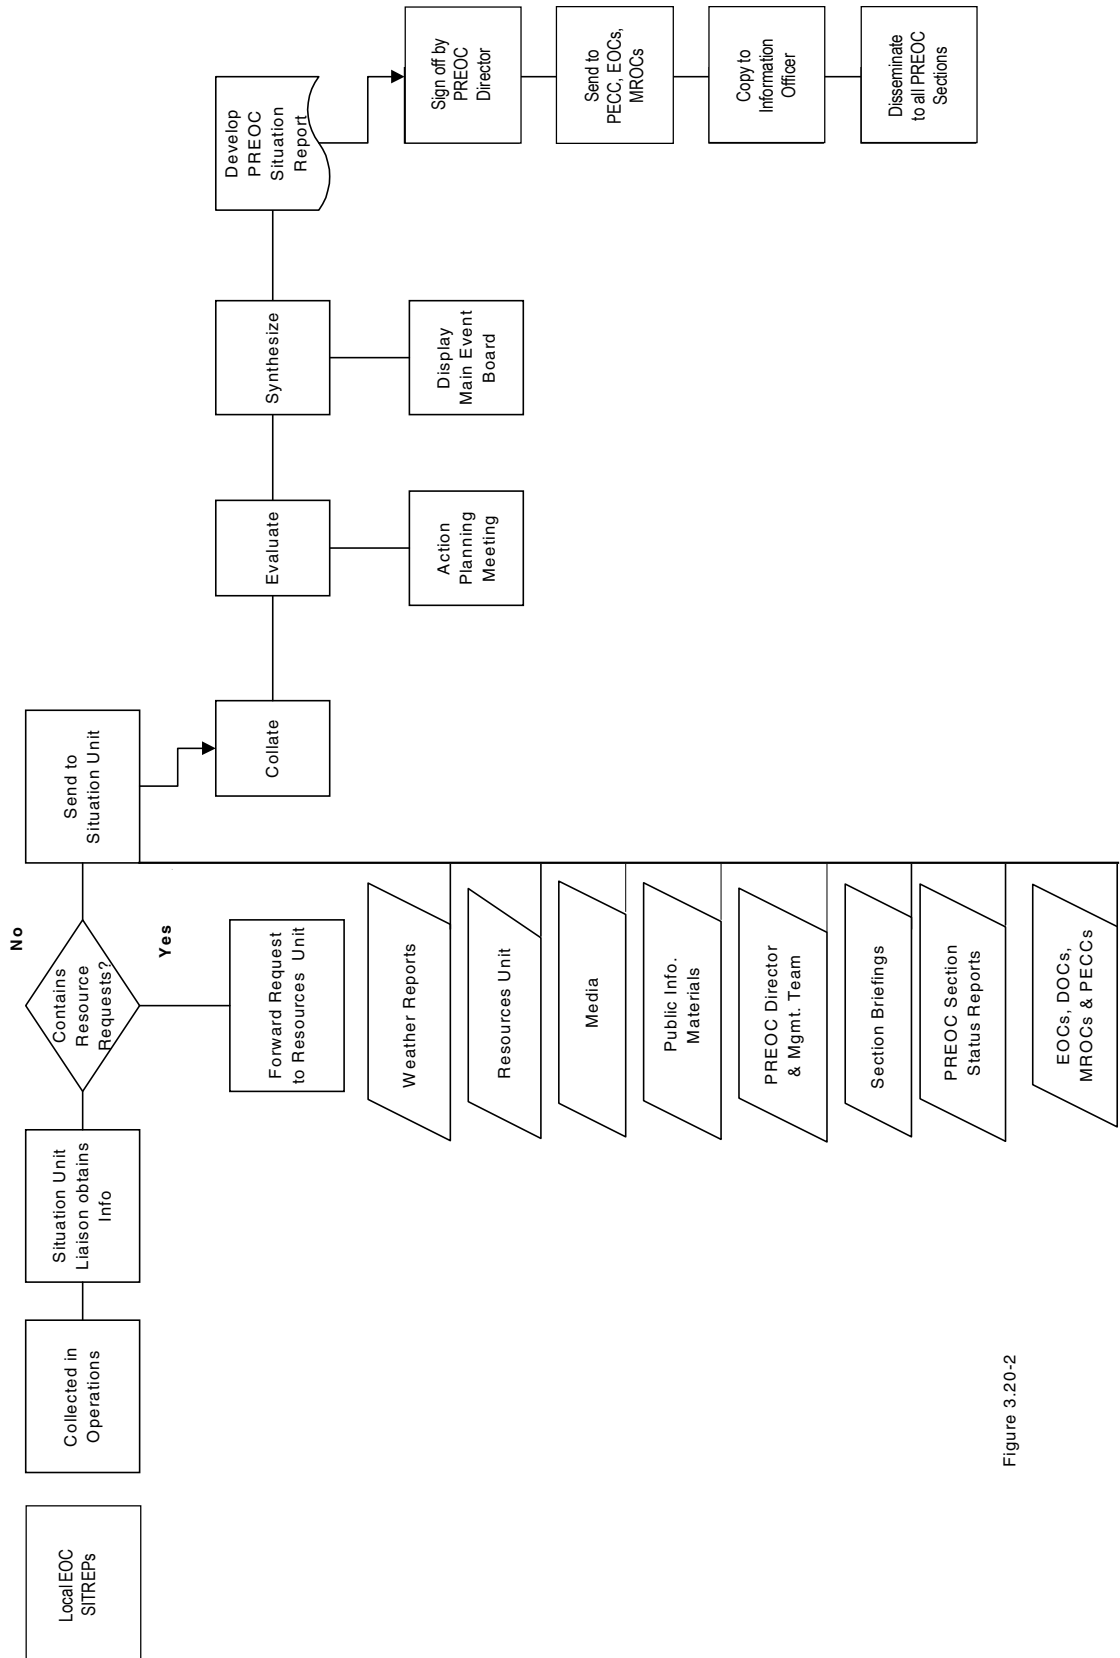 Local EOC
SITREPs
Collected in
Operations
Situation Unit
Liaison obtains
Info
Contains
Resource
Requests?
No
Yes
Send to
Situation Unit
Forward Request
to Resources Unit
Weather Reports
Resources Unit
Media
Public Info.
Materials
PREOC Director
& Mgmt. Team
Section Briefings
PREOC Section
Status Reports
EOCs, DOCs,
MROCs & PECCs
Collate
Evaluate
Action
Planning
Meeting
Synthesize
Display
Main Event
Board
Develop
PREOC
Situation
Report
Sign off by
PREOC
Director
Send to
PECC, EOCs,
MROCs
Copy to
Information
Officer
Disseminate
to all PREOC
Sections
Figure 3.20-2